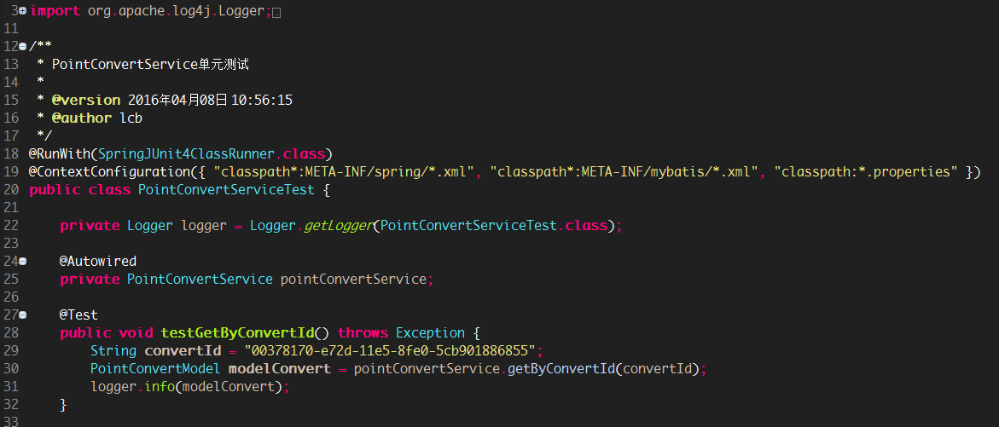 3 import org.apache.log4j.Logger;
11
12 /**
13  * PointConvertService单元测试
14  *
15  * @version 2016年04月08日 10:56:15
16  * @author lcb
17  */
18 @RunWith(SpringJUnit4ClassRunner.class)
19 @ContextConfiguration({ "classpath*:META-INF/spring/*.xml", "classpath*:META-INF/mybatis/*.xml", "classpath:*.properties" })
20 public class PointConvertServiceTest {
21
22     private Logger logger = Logger.getLogger(PointConvertServiceTest.class);
23
24     @Autowired
25     private PointConvertService pointConvertService;
26
27     @Test
28     public void testGetByConvertId() throws Exception {
29         String convertId = "00378170-e72d-11e5-8fe0-5cb901886855";
30         PointConvertModel modelConvert = pointConvertService.getByConvertId(convertId);
31         logger.info(modelConvert);
32     }
33